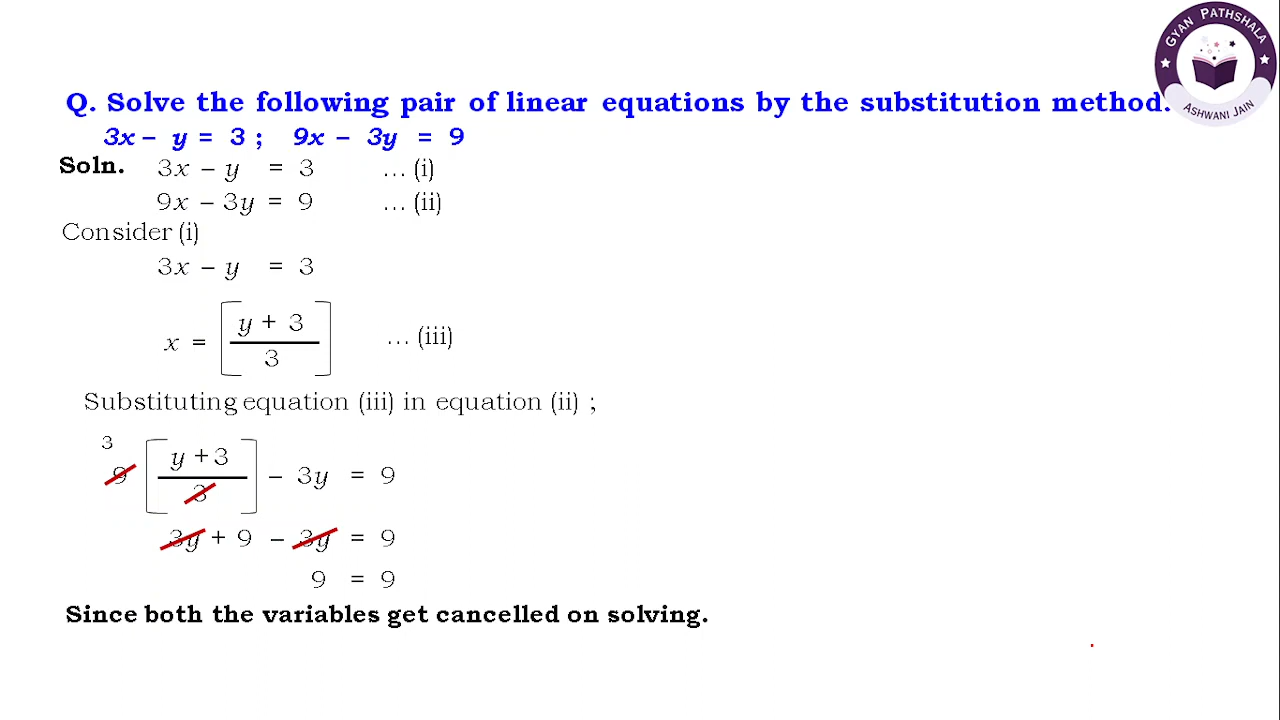 GYAN PATHSHALA
ASHWANI JAIN
Q. Solve the following pair of linear equations by the substitution method.
3x – y = 3 ; 9x – 3y = 9
Soln. 3x – y = 3 ... (i)
9x – 3y = 9 ... (ii)
Consider (i)
3x – y = 3
x = [ y + 3 / 3 ] ... (iii)
Substituting equation (iii) in equation (ii) ;
3
9 [ y + 3 / 3 ] – 3y = 9
3y + 9 – 3y = 9
9 = 9
Since both the variables get cancelled on solving.